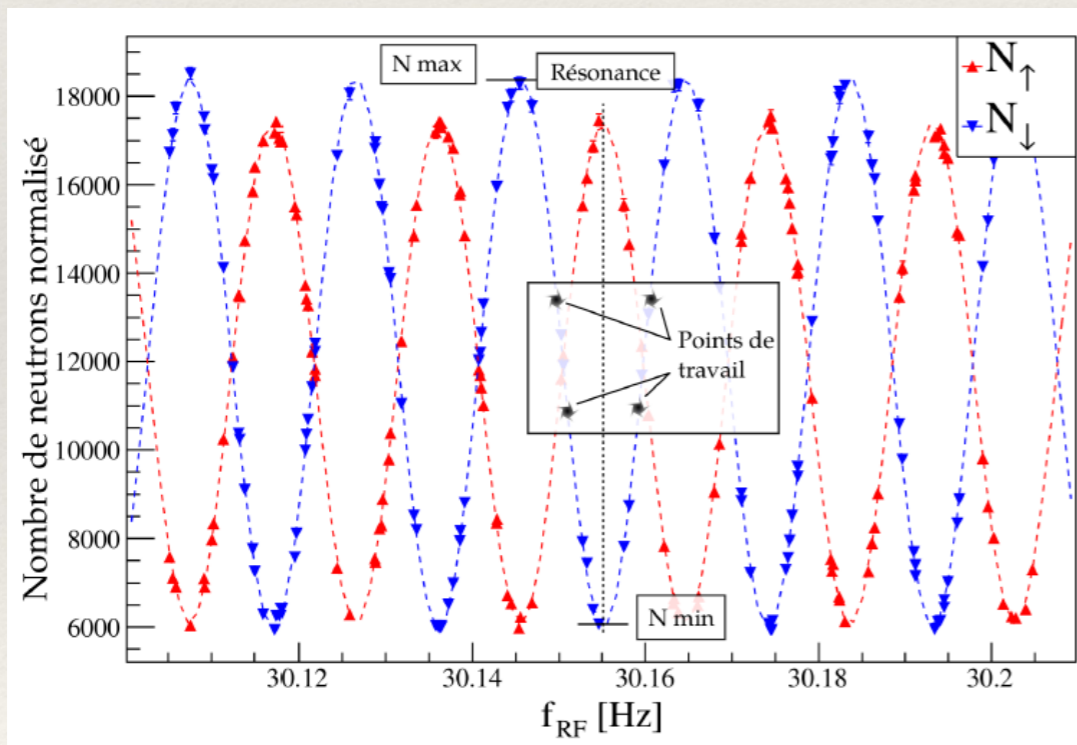 N max
Résonance
N↑
N↓
18000
16000
14000
12000
10000
8000
6000
Nombre de neutrons normalisé
Points de
travail
N min
30.12
30.14
30.16
30.18
30.2
f_RF [Hz]